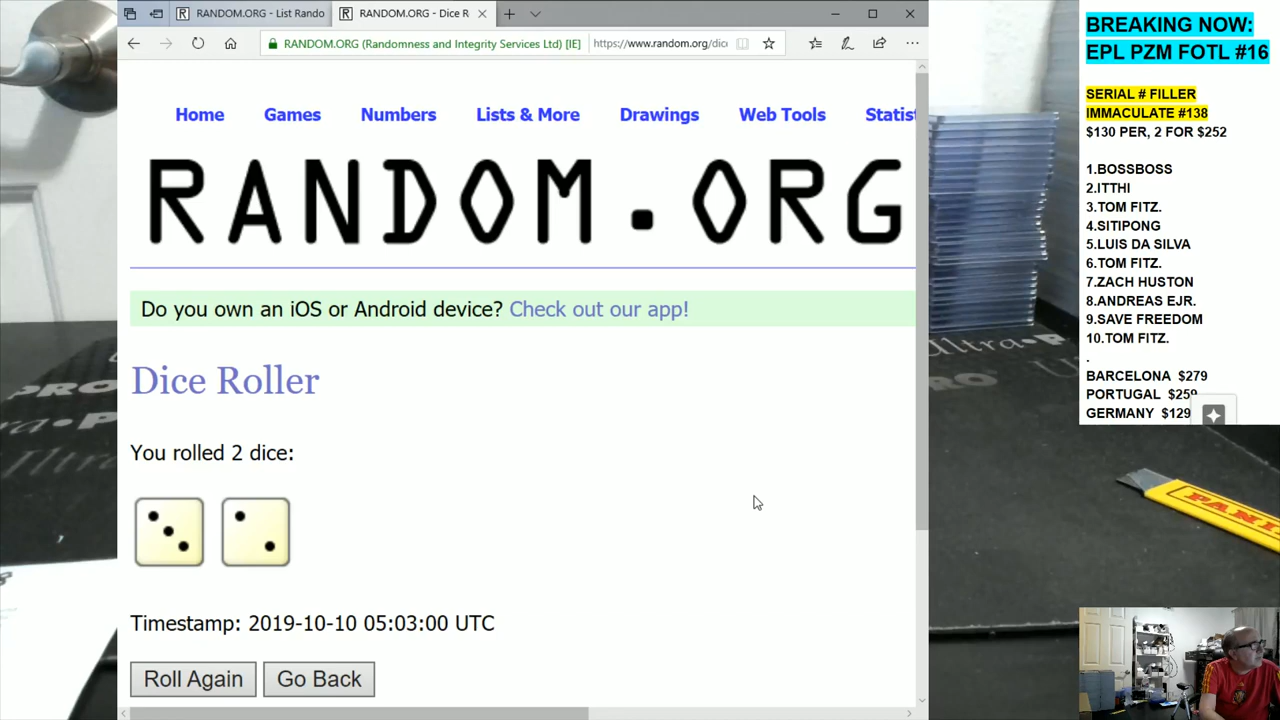 RANDOM.ORG - List Rando
RANDOM.ORG - Dice R
RANDOM.ORG (Randomness and Integrity Services Ltd) [IE]
https://www.random.org/dice
Home Games Numbers Lists & More Drawings Web Tools Statist
RANDOM.ORG
Do you own an iOS or Android device? Check out our app!
Dice Roller
You rolled 2 dice:
Timestamp: 2019-10-10 05:03:00 UTC
Roll Again Go Back
BREAKING NOW:
EPL PZM FOTL #16
SERIAL # FILLER
IMMACULATE #138
$130 PER, 2 FOR $252
1.BOSSBOSS
2.ITTHI
3.TOM FITZ.
4.SITIPONG
5.LUIS DA SILVA
6.TOM FITZ.
7.ZACH HUSTON
8.ANDREAS EJR.
9.SAVE FREEDOM
10.TOM FITZ.
.
BARCELONA $279
PORTUGAL $259
GERMANY $129
PANI